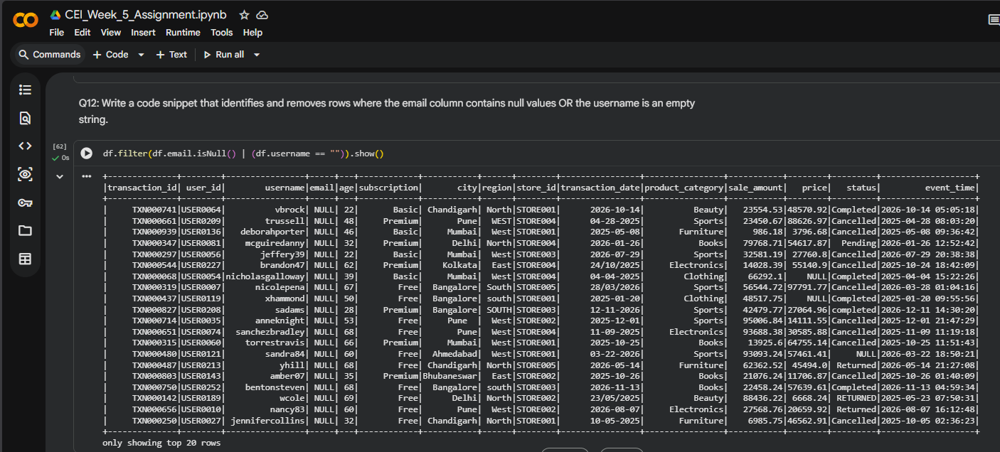 CEI_Week_5_Assignment.ipynb
File Edit View Insert Runtime Tools Help
Commands + Code + Text Run all
Q12: Write a code snippet that identifies and removes rows where the email column contains null values OR the username is an empty
string.
[62]
0s
df.filter(df.email.isNull() | (df.username == "")).show()
+--------------+--------+---------------+-----+---+------------+-----------+------+--------+----------------+----------------+-----------+--------+---------+-------------------+
|transaction_id| user_id|       username|email|age|subscription|       city|region|store_id|transaction_date|product_category|sale_amount|   price|   status|         event_time|
+--------------+--------+---------------+-----+---+------------+-----------+------+--------+----------------+----------------+-----------+--------+---------+-------------------+
|     TXN000741|USER0064|         vbrock| NULL| 22|       Basic| Chandigarh| North|STORE001|      2026-10-14|          Beauty|   23554.53|48570.92|Completed|2026-10-14 05:05:18|
|     TXN000661|USER0209|       trussell| NULL| 48|     Premium|       Pune|  WEST|STORE004|      04-28-2025|          Sports|   23450.67|88626.97|Cancelled|2025-04-28 08:03:20|
|     TXN000939|USER0136|  deborahporter| NULL| 46|       Basic|     Mumbai|  West|STORE001|      2025-05-08|       Furniture|     986.18| 3796.68|Cancelled|2025-05-08 09:36:42|
|     TXN000347|USER0081|   mcguiredanny| NULL| 32|     Premium|      Delhi| North|STORE004|      2026-01-26|           Books|   79768.71|54617.87|  Pending|2026-01-26 12:52:42|
|     TXN000297|USER0056|      jeffery39| NULL| 22|       Basic|     Mumbai|  West|STORE003|      2026-07-29|          Sports|   32581.19| 27760.8|Cancelled|2026-07-29 20:38:38|
|     TXN000544|USER0227|      brandon47| NULL| 62|     Premium|    Kolkata|  East|STORE004|      24/10/2025|     Electronics|   14028.39| 55140.9|Cancelled|2025-10-24 18:42:09|
|     TXN000068|USER0054|nicholasgalloway| NULL| 39|       Basic|     Mumbai|  West|STORE004|      04-04-2025|        Clothing|    66292.1|    NULL|Completed|2025-04-04 15:22:26|
|     TXN000319|USER0007|     nicolepena| NULL| 67|        Free|  Bangalore| South|STORE005|      28/03/2026|          Sports|   56544.72|97791.77|Cancelled|2026-03-28 01:04:16|
|     TXN000437|USER0119|       xhammond| NULL| 50|        Free|  Bangalore| south|STORE001|      2025-01-20|        Clothing|   48517.75|    NULL|Cancelled|2025-01-20 09:55:56|
|     TXN000827|USER0208|         sadams| NULL| 28|     Premium|  Bangalore| SOUTH|STORE003|      12-11-2026|          Sports|   42479.77|27064.96|completed|2026-12-11 14:30:20|
|     TXN000714|USER0035|     anneknight| NULL| 53|        Free|     Pune  |  West|STORE002|      2025-12-01|          Sports|   95006.84|14111.55|Cancelled|2025-12-01 21:47:29|
|     TXN000651|USER0074| sanchezbradley| NULL| 68|        Free|       Pune|  West|STORE004|      11-09-2025|     Electronics|   93688.38|30585.88|Cancelled|2025-11-09 11:19:18|
|     TXN000315|USER0060|   torrestravis| NULL| 66|     Premium|     Mumbai|  West|STORE001|      2025-10-25|           Books|    13925.6|64755.14|Cancelled|2025-10-25 11:51:43|
|     TXN000480|USER0121|       sandra84| NULL| 60|        Free|  Ahmedabad|  West|STORE001|      03-22-2026|          Sports|   93093.24|57461.41|     NULL|2026-03-22 18:50:21|
|     TXN000487|USER0213|          yhill| NULL| 68|        Free| Chandigarh| North|STORE005|      2026-05-14|       Furniture|   62362.52| 45494.0| Returned|2026-05-14 21:27:08|
|     TXN000803|USER0143|        amber07| NULL| 35|     Premium|Bhubaneswar|  East|STORE002|      2025-10-26|           Books|   21076.24|11706.87|Cancelled|2025-10-26 01:40:09|
|     TXN000750|USER0252|   bentonsteven| NULL| 68|        Free|  Bangalore| south|STORE003|      2026-11-13|           Books|   22458.24|57639.61|Completed|2026-11-13 04:59:34|
|     TXN000142|USER0189|          wcole| NULL| 69|        Free|      Delhi| North|STORE002|      23/05/2025|          Beauty|   88436.22| 6668.24| RETURNED|2025-05-23 07:50:31|
|     TXN000656|USER0010|        nancy83| NULL| 60|        Free|       Pune|  West|STORE002|      2026-08-07|     Electronics|   27568.76|20659.92| Returned|2026-08-07 16:12:48|
|     TXN000250|USER0027|jennifercollins| NULL| 32|        Free| Chandigarh| North|STORE001|      10-05-2025|       Furniture|    6985.75|46562.91|Cancelled|2025-10-05 02:36:23|
+--------------+--------+---------------+-----+---+------------+-----------+------+--------+----------------+----------------+-----------+--------+---------+-------------------+
only showing top 20 rows